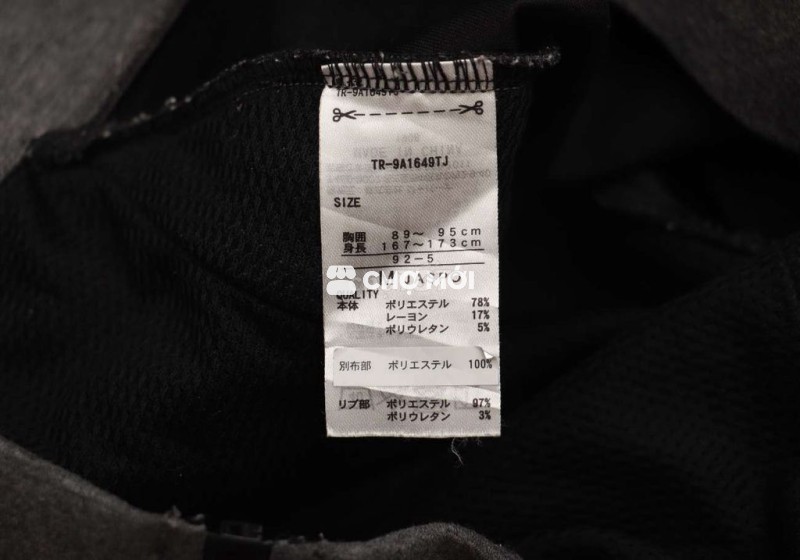 TR-9A1649TJ
TR-9A1649TJ
SIZE
胸囲 89～ 95cm
身長 167～173cm
92-5
M JASPO
CHỢ MỚI
QUALITY
本体 ポリエステル 78%
レーヨン 17%
ポリウレタン 5%
別布部 ポリエステル 100%
リブ部 ポリエステル 97%
ポリウレタン 3%